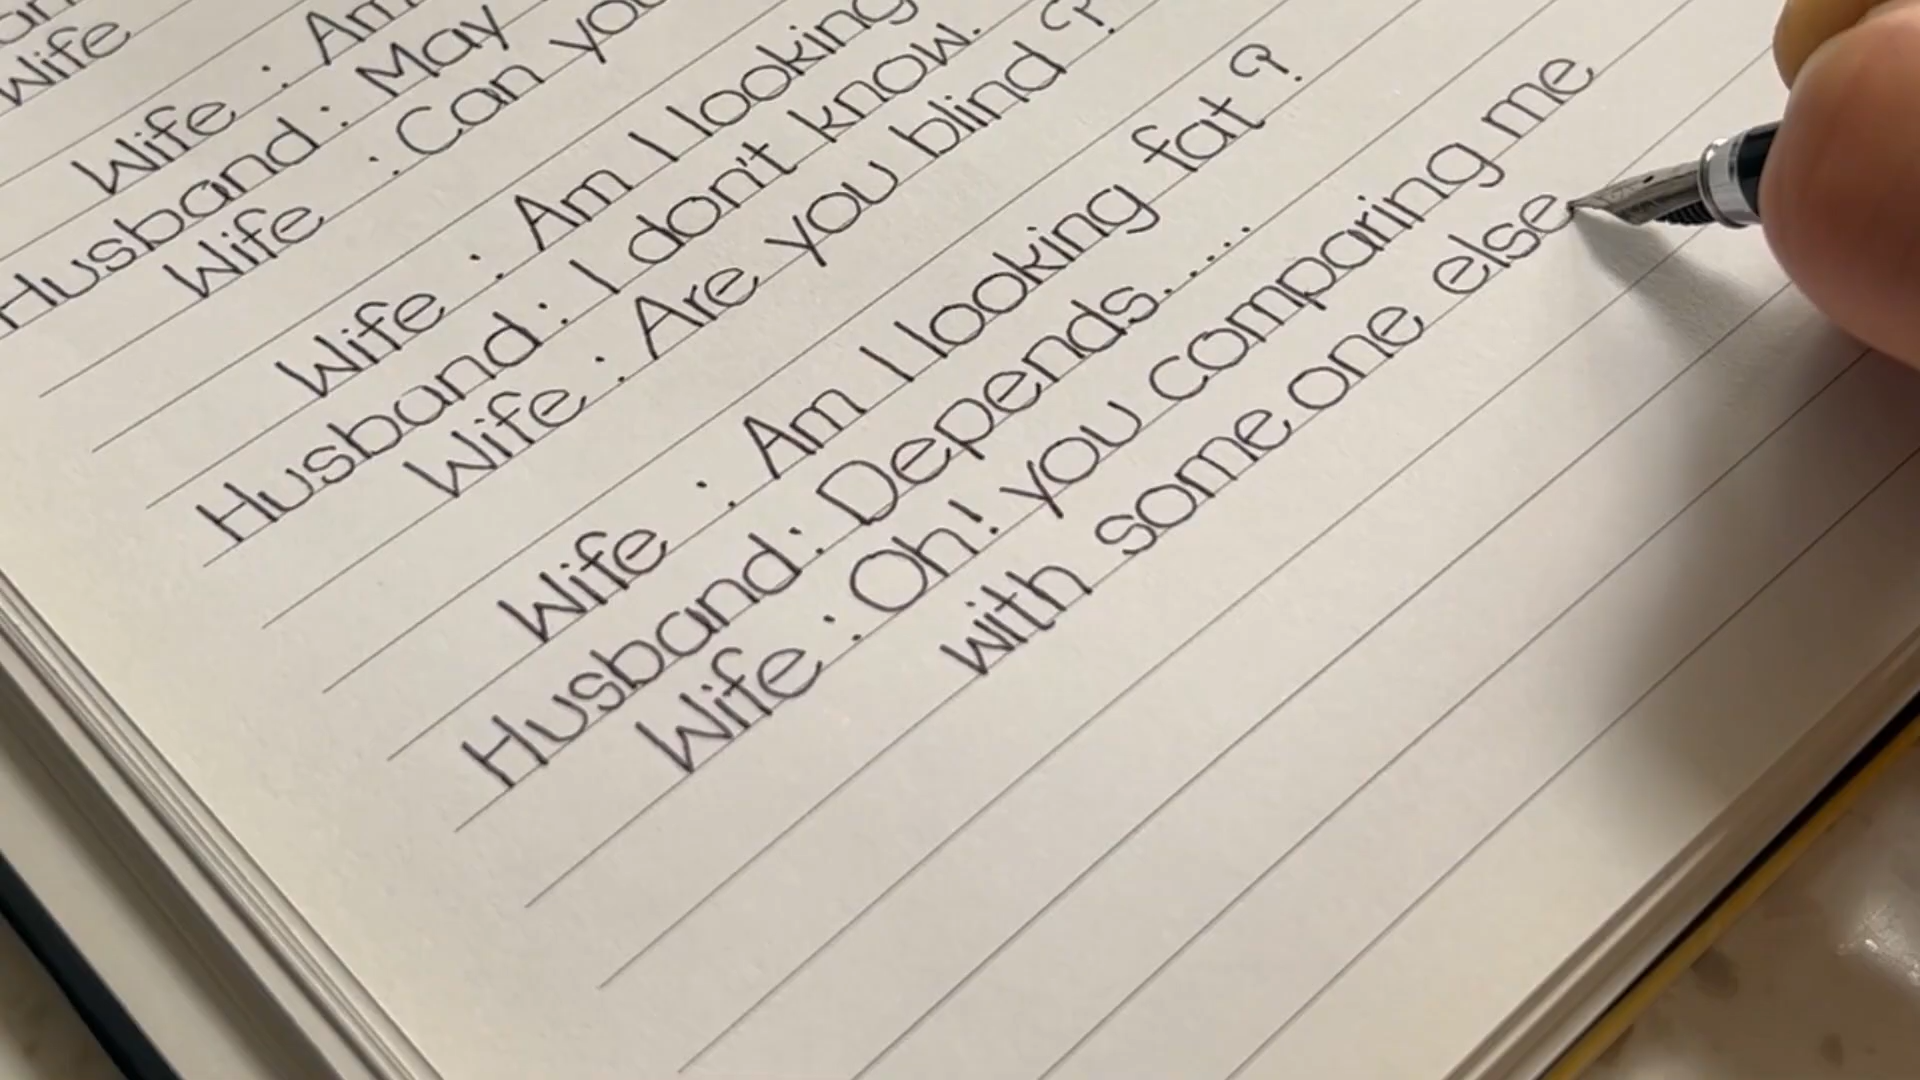 Wife
Wife : Am
Husband : May
Wife : Can you
Wife : Am I looking
Husband : I don't know.
Wife : Are you blind ?
Wife : Am I looking fat ?
Husband : Depends.....
Wife : Oh! you comparing me
with some one else